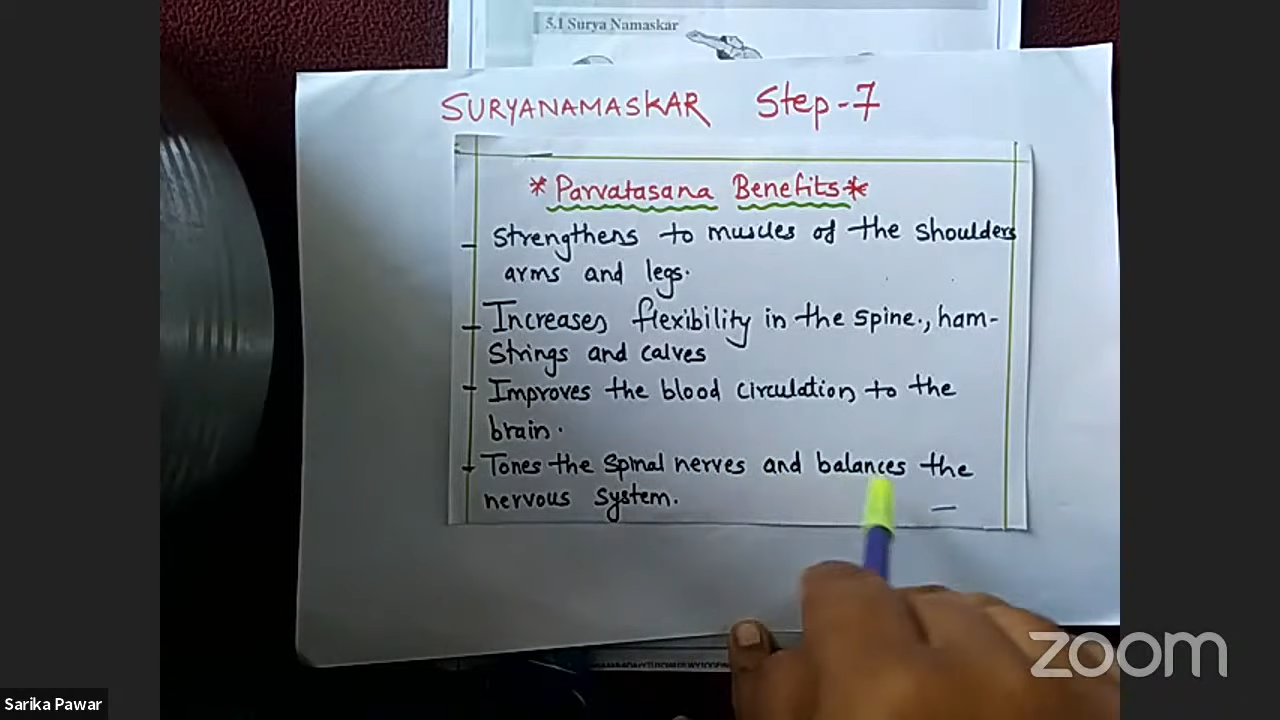 5.1 Surya Namaskar
SURYANAMASKAR Step-7
* Parvatasana Benefits *
- Strengthens to muscles of the shoulders
arms and legs.
- Increases flexibility in the spine., ham-
strings and calves
- Improves the blood circulation, to the
brain.
- Tones the spinal nerves and balances the
nervous system.
zoom
Sarika Pawar